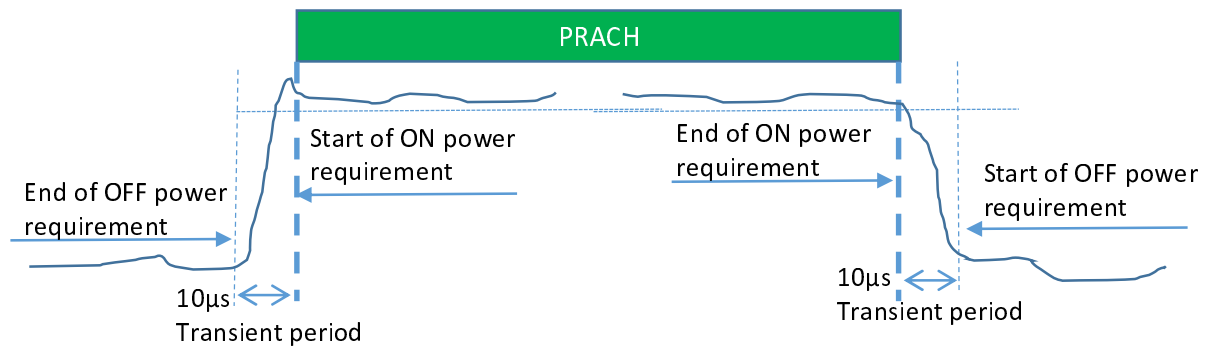 PRACH
Start of ON power
requirement
End of ON power
requirement
End of OFF power
requirement
Start of OFF power
requirement
10µs
Transient period
10µs
Transient period